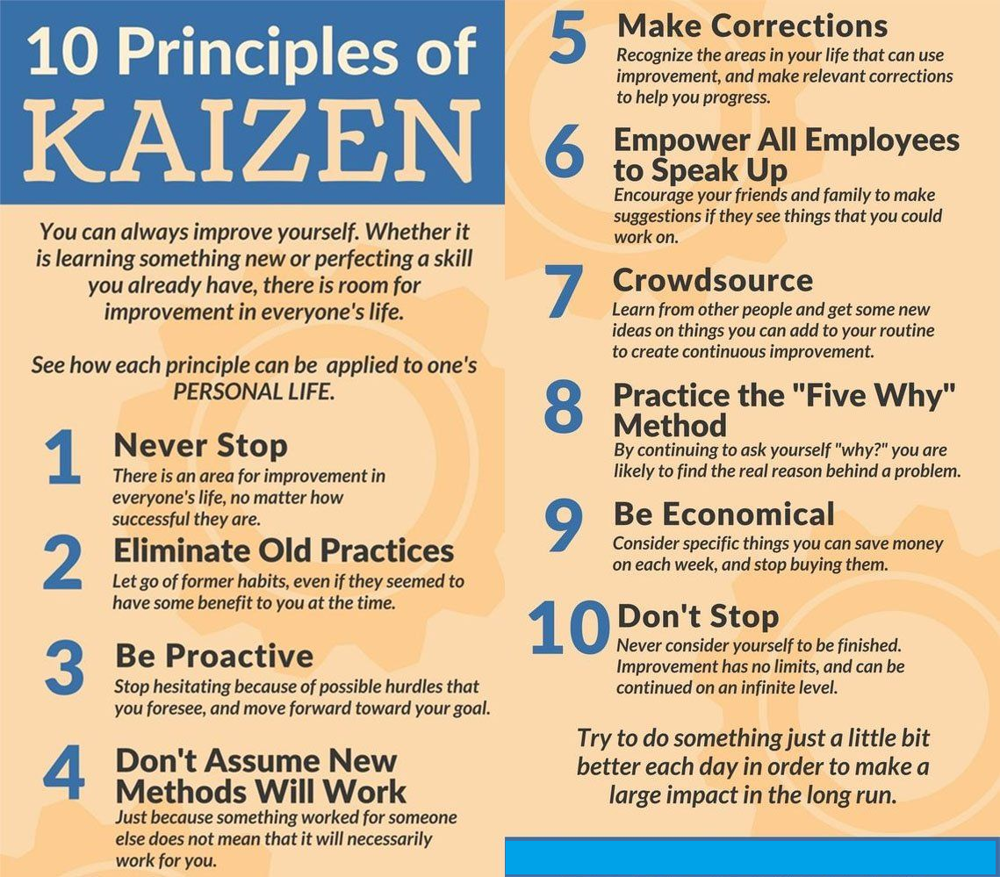 10 Principles of
KAIZEN
You can always improve yourself. Whether it
is learning something new or perfecting a skill
you already have, there is room for
improvement in everyone's life.
See how each principle can be applied to one's
PERSONAL LIFE.
1 Never Stop
There is an area for improvement in
everyone's life, no matter how
successful they are.
2 Eliminate Old Practices
Let go of former habits, even if they seemed to
have some benefit to you at the time.
3 Be Proactive
Stop hesitating because of possible hurdles that
you foresee, and move forward toward your goal.
4 Don't Assume New
Methods Will Work
Just because something worked for someone
else does not mean that it will necessarily
work for you.
5 Make Corrections
Recognize the areas in your life that can use
improvement, and make relevant corrections
to help you progress.
6 Empower All Employees
to Speak Up
Encourage your friends and family to make
suggestions if they see things that you could
work on.
7 Crowdsource
Learn from other people and get some new
ideas on things you can add to your routine
to create continuous improvement.
8 Practice the "Five Why"
Method
By continuing to ask yourself "why?" you are
likely to find the real reason behind a problem.
9 Be Economical
Consider specific things you can save money
on each week, and stop buying them.
10 Don't Stop
Never consider yourself to be finished.
Improvement has no limits, and can be
continued on an infinite level.
Try to do something just a little bit
better each day in order to make a
large impact in the long run.